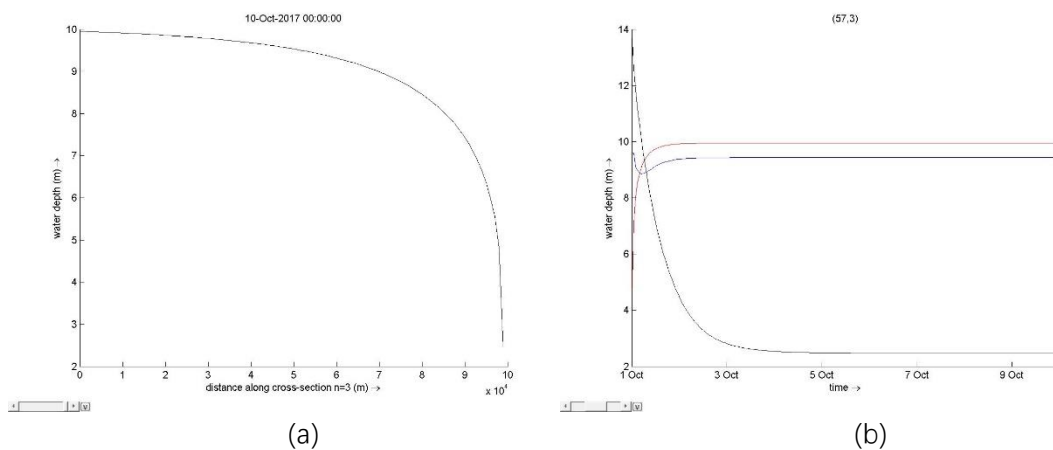 10-Oct-2017 00:00:00
10
9
8
7
6
5
4
3
2
water depth (m) →
0 1 2 3 4 5 6 7 8 9 10
x 10⁴
distance along cross-section n=3 (m) →
(a)
(57,3)
14
12
10
8
6
4
2
water depth (m) →
1 Oct 3 Oct 5 Oct 7 Oct 9 Oct
time →
(b)